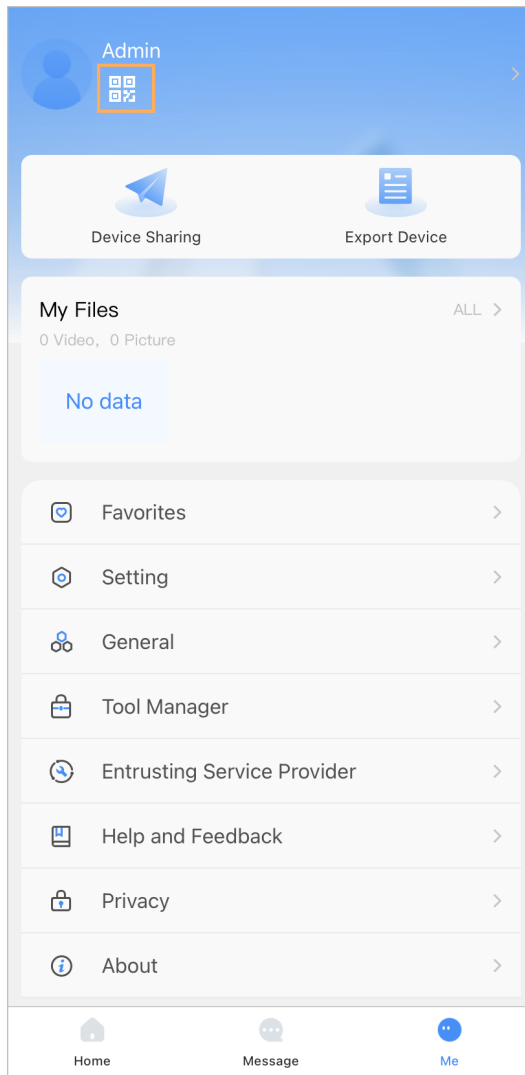 Admin
Device Sharing
Export Device
My Files
ALL
0 Video, 0 Picture
No data
Favorites
Setting
General
Tool Manager
Entrusting Service Provider
Help and Feedback
Privacy
About
Home
Message
Me